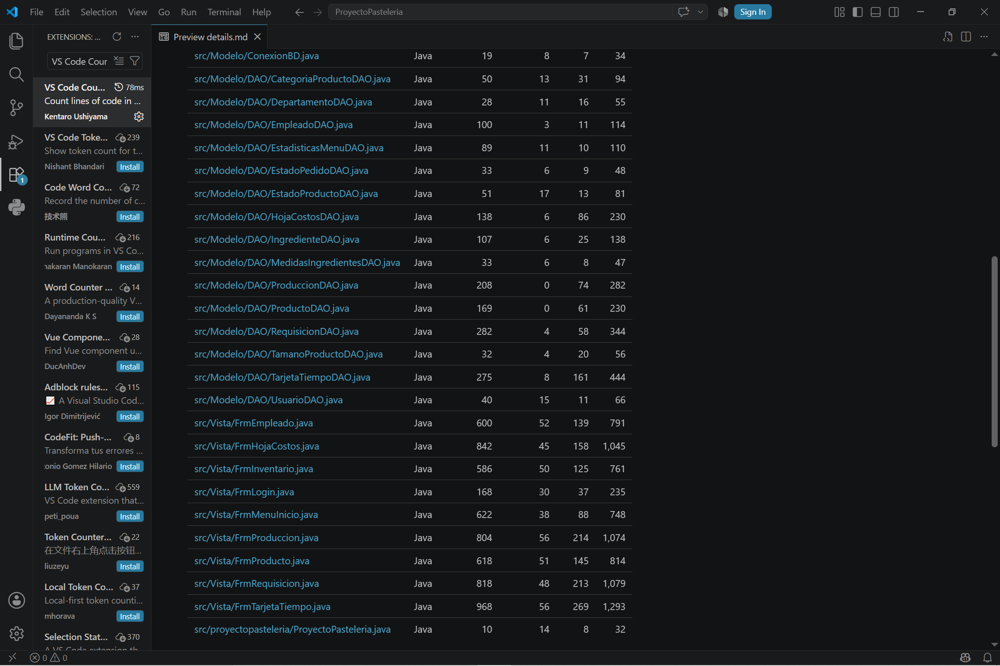 File Edit Selection View Go Run Terminal Help ProyectoPasteleria Sign In
EXTENSIONS: ...
VS Code Cour
VS Code Cou... 78ms
Count lines of code in ...
Kentaro Ushiyama
VS Code Toke... 239
Show token count for t...
Nishant Bhandari Install
Code Word Co... 72
Record the number of c...
技术熊 Install
Runtime Cou... 216
Run programs in VS Co...
nakaran Manokaran Install
Word Counter ... 14
A production-quality V...
Dayananda K S Install
Vue Compone... 28
Find Vue component u...
DucAnhDev Install
Adblock rules... 115
A Visual Studio Cod...
Igor Dimitrijević Install
CodeFit: Push-... 8
Transforma tus errores ...
onio Gomez Hilario Install
LLM Token Co... 559
VS Code extension that...
peti_poua Install
Token Counter... 22
在文件右上角点击按钮...
liuzeyu Install
Local Token Co... 37
Local-first token counti...
mhorava Install
Selection Stat... 370
A VS Code extension th
1
Preview details.md
src/Modelo/ConexionBD.java Java 19 8 7 34
src/Modelo/DAO/CategoriaProductoDAO.java Java 50 13 31 94
src/Modelo/DAO/DepartamentoDAO.java Java 28 11 16 55
src/Modelo/DAO/EmpleadoDAO.java Java 100 3 11 114
src/Modelo/DAO/EstadisticasMenuDAO.java Java 89 11 10 110
src/Modelo/DAO/EstadoPedidoDAO.java Java 33 6 9 48
src/Modelo/DAO/EstadoProductoDAO.java Java 51 17 13 81
src/Modelo/DAO/HojaCostosDAO.java Java 138 6 86 230
src/Modelo/DAO/IngredienteDAO.java Java 107 6 25 138
src/Modelo/DAO/MedidasIngredientesDAO.java Java 33 6 8 47
src/Modelo/DAO/ProduccionDAO.java Java 208 0 74 282
src/Modelo/DAO/ProductoDAO.java Java 169 0 61 230
src/Modelo/DAO/RequisicionDAO.java Java 282 4 58 344
src/Modelo/DAO/TamanoProductoDAO.java Java 32 4 20 56
src/Modelo/DAO/TarjetaTiempoDAO.java Java 275 8 161 444
src/Modelo/DAO/UsuarioDAO.java Java 40 15 11 66
src/Vista/FrmEmpleado.java Java 600 52 139 791
src/Vista/FrmHojaCostos.java Java 842 45 158 1,045
src/Vista/FrmInventario.java Java 586 50 125 761
src/Vista/FrmLogin.java Java 168 30 37 235
src/Vista/FrmMenuInicio.java Java 622 38 88 748
src/Vista/FrmProduccion.java Java 804 56 214 1,074
src/Vista/FrmProducto.java Java 618 51 145 814
src/Vista/FrmRequisicion.java Java 818 48 213 1,079
src/Vista/FrmTarjetaTiempo.java Java 968 56 269 1,293
src/proyectopasteleria/ProyectoPasteleria.java Java 10 14 8 32
0 0